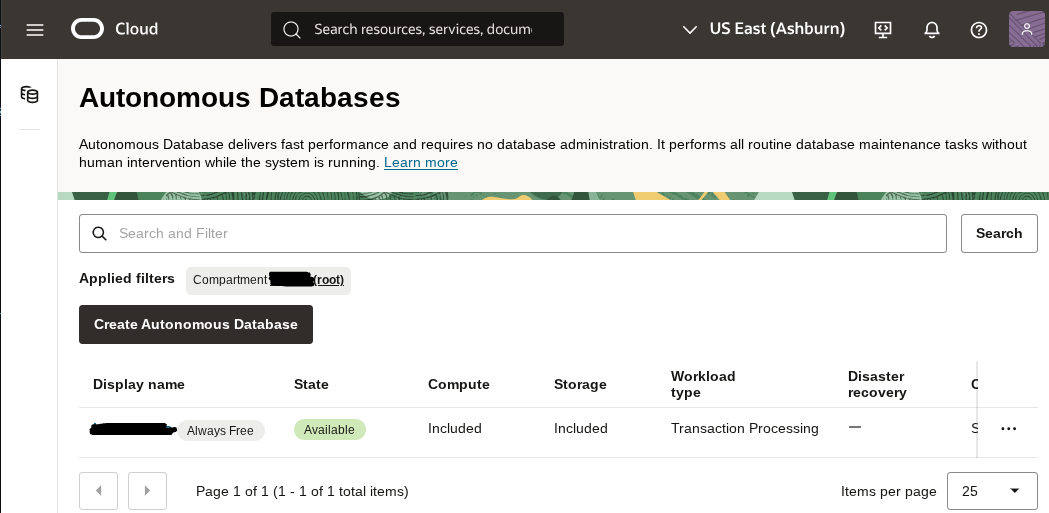 Cloud
Search resources, services, docum
US East (Ashburn)
Autonomous Databases
Autonomous Database delivers fast performance and requires no database administration. It performs all routine database maintenance tasks without
human intervention while the system is running. Learn more
Search and Filter
Search
Applied filters
Compartment (root)
Create Autonomous Database
Display name
State
Compute
Storage
Workload
type
Disaster
recovery
Always Free
Available
Included
Included
Transaction Processing
—
Page 1 of 1 (1 - 1 of 1 total items)
Items per page
25